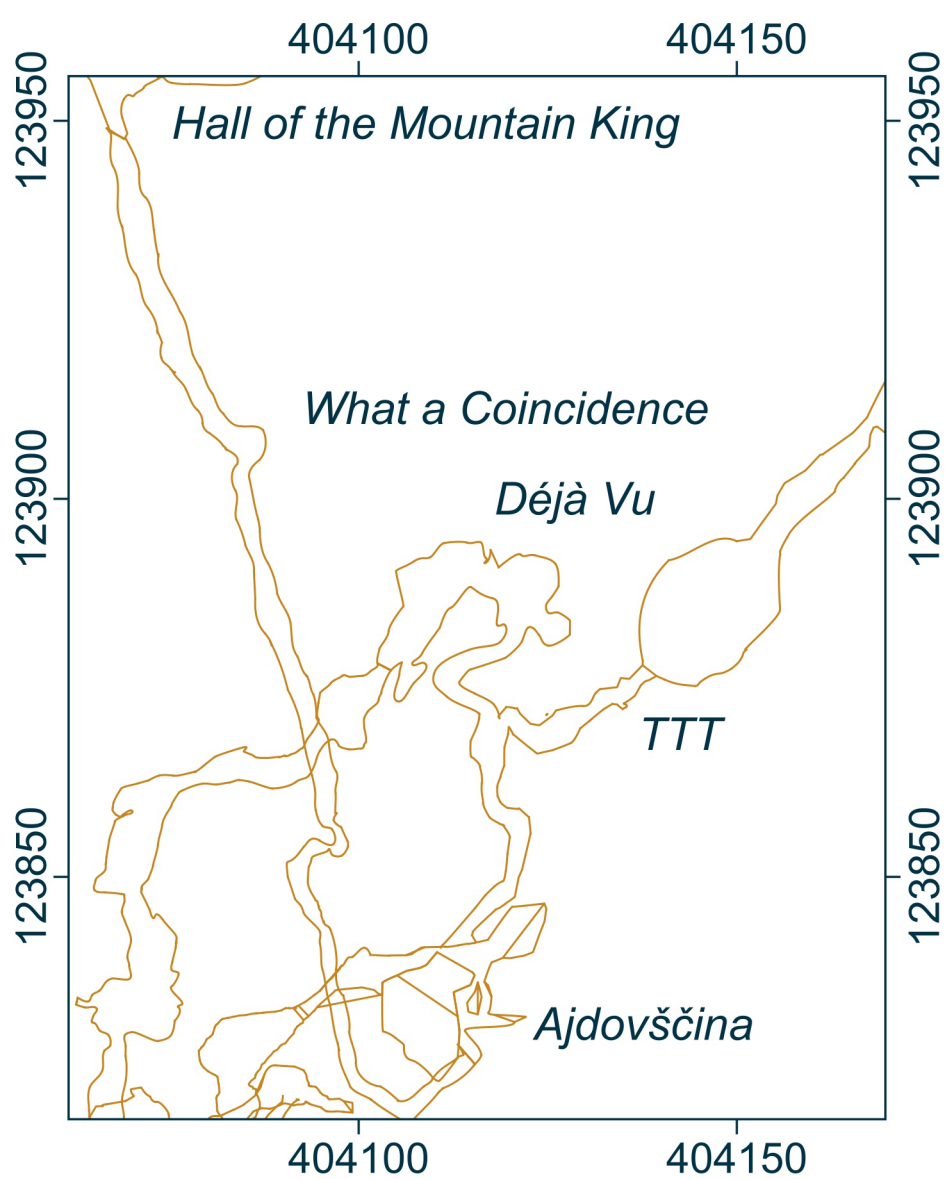 404100 404150
123950 123950
Hall of the Mountain King
What a Coincidence
123900 123900
Déjà Vu
TTT
123850 123850
Ajdovščina
404100 404150